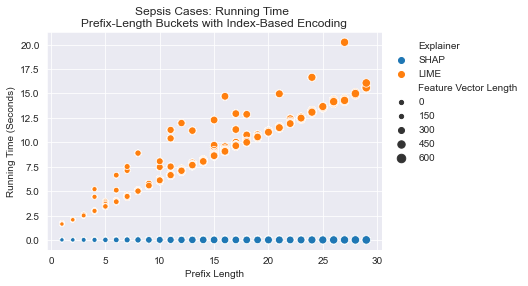 Sepsis Cases: Running Time
Prefix-Length Buckets with Index-Based Encoding
Running Time (Seconds)
20.0
17.5
15.0
12.5
10.0
7.5
5.0
2.5
0.0
0 5 10 15 20 25 30
Prefix Length
Explainer
SHAP
LIME
Feature Vector Length
0
150
300
450
600